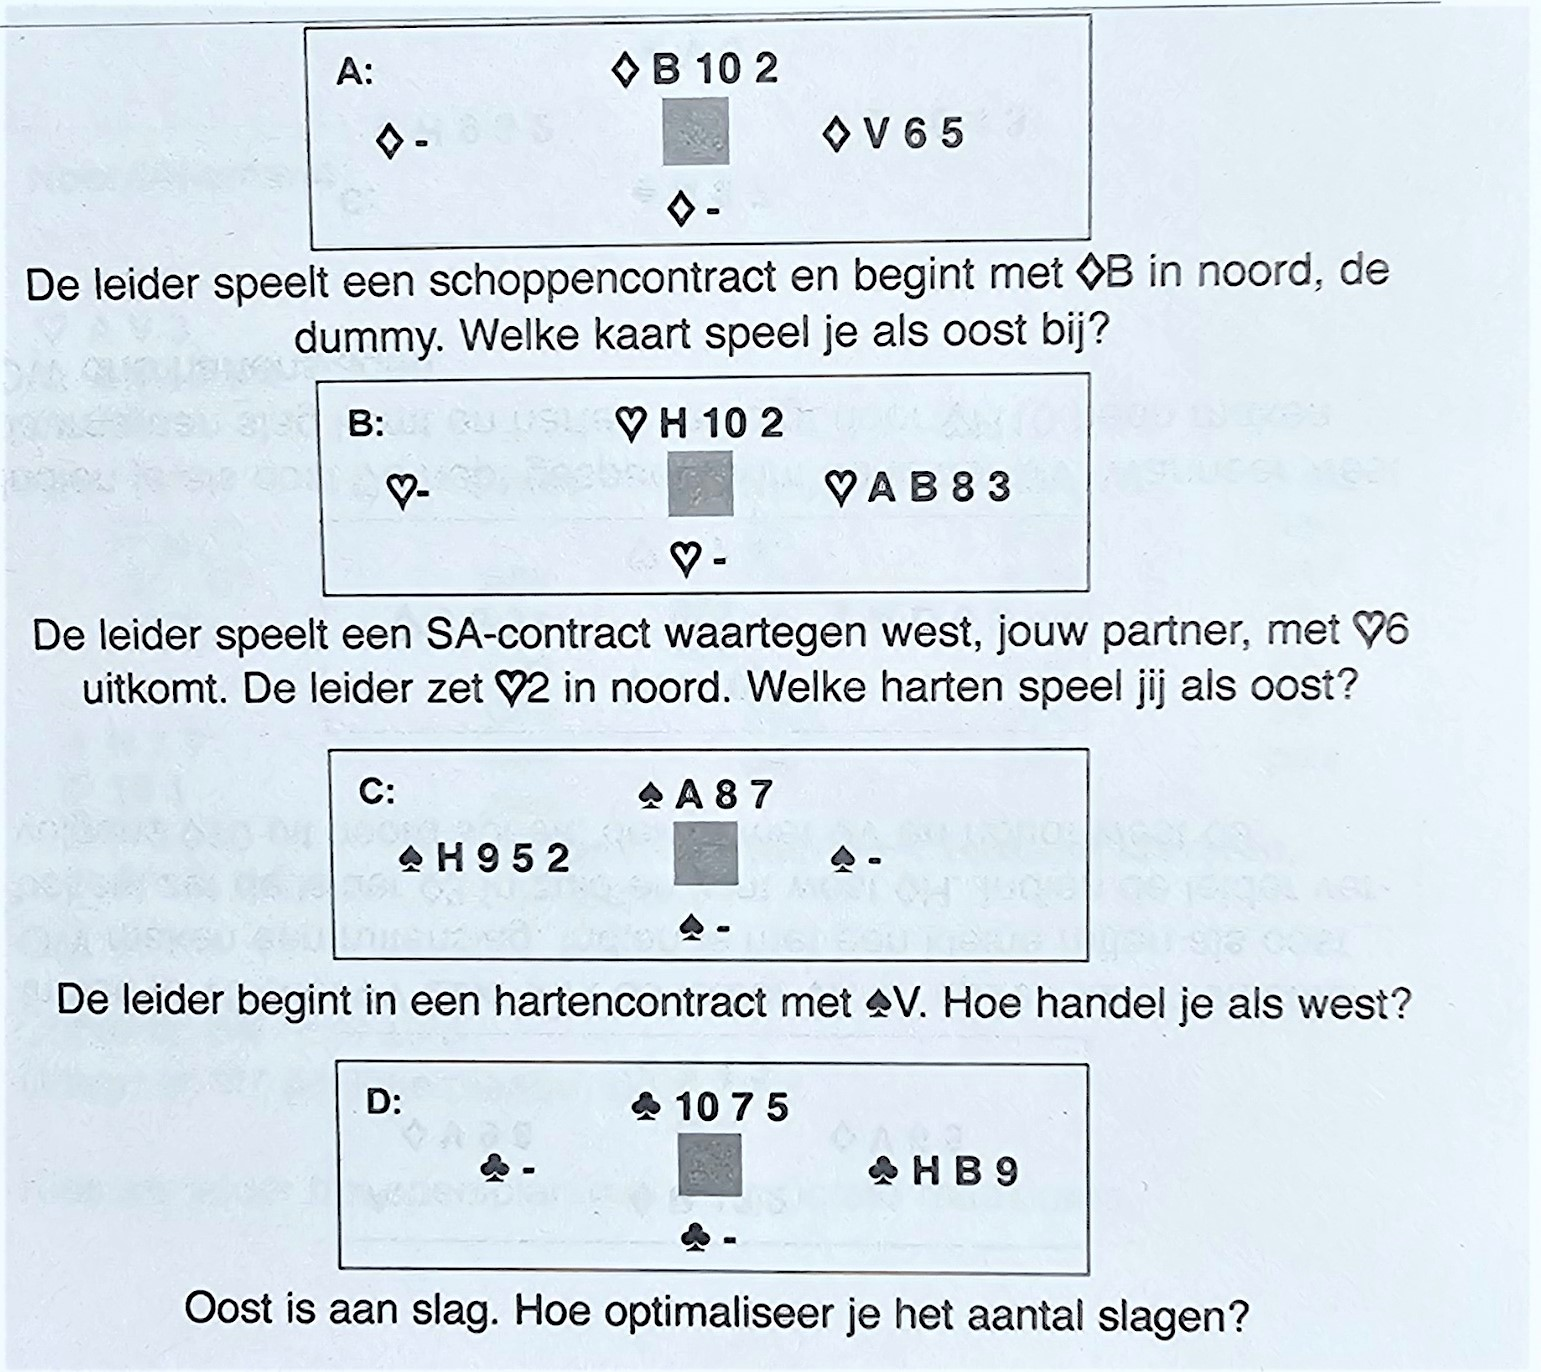 A:
◇ B 10 2
◇ -
◇ V 6 5
◇ -
De leider speelt een schoppencontract en begint met ◇B in noord, de
dummy. Welke kaart speel je als oost bij?
B:
♡ H 10 2
♡-
♡ A B 8 3
♡ -
De leider speelt een SA-contract waartegen west, jouw partner, met ♡6
uitkomt. De leider zet ♡2 in noord. Welke harten speel jij als oost?
C:
♠ A 8 7
♠ H 9 5 2
♠ -
♠ -
De leider begint in een hartencontract met ♠V. Hoe handel je als west?
D:
♣ 10 7 5
♣ -
♣ H B 9
♣ -
Oost is aan slag. Hoe optimaliseer je het aantal slagen?